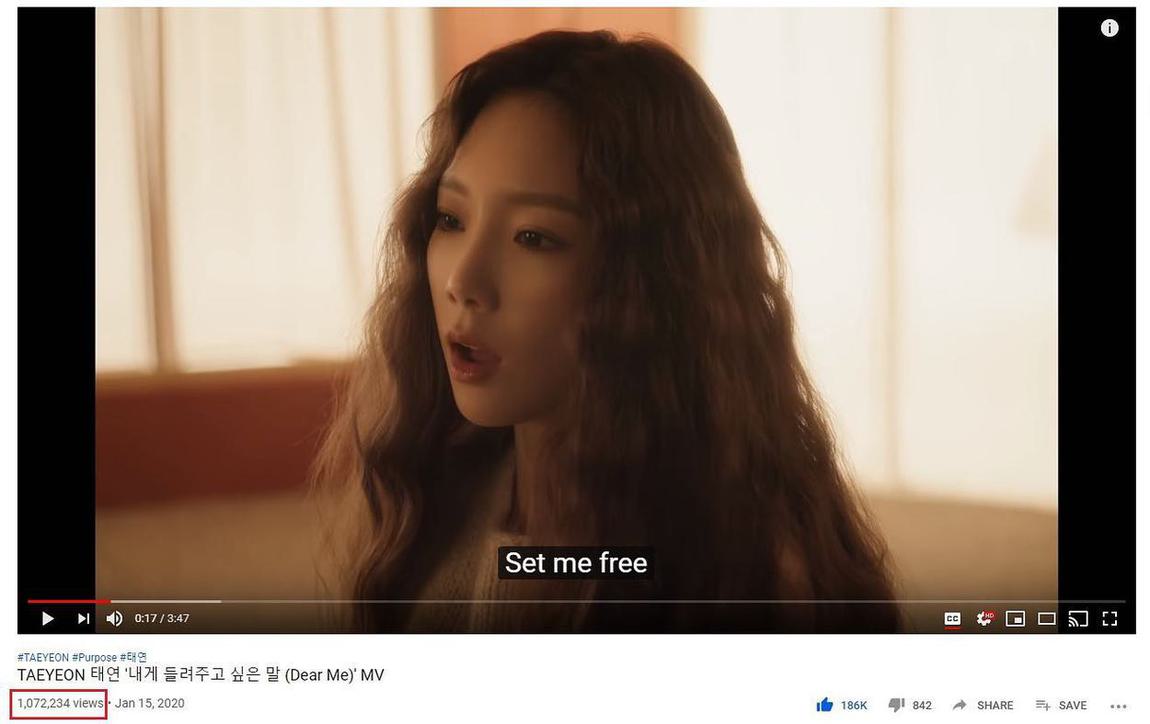 Set me free
0:17 / 3:47
CC
HD
#TAEYEON #Purpose #태연
TAEYEON 태연 '내게 들려주고 싶은 말 (Dear Me)' MV
1,072,234 views • Jan 15, 2020
186K 842 SHARE SAVE